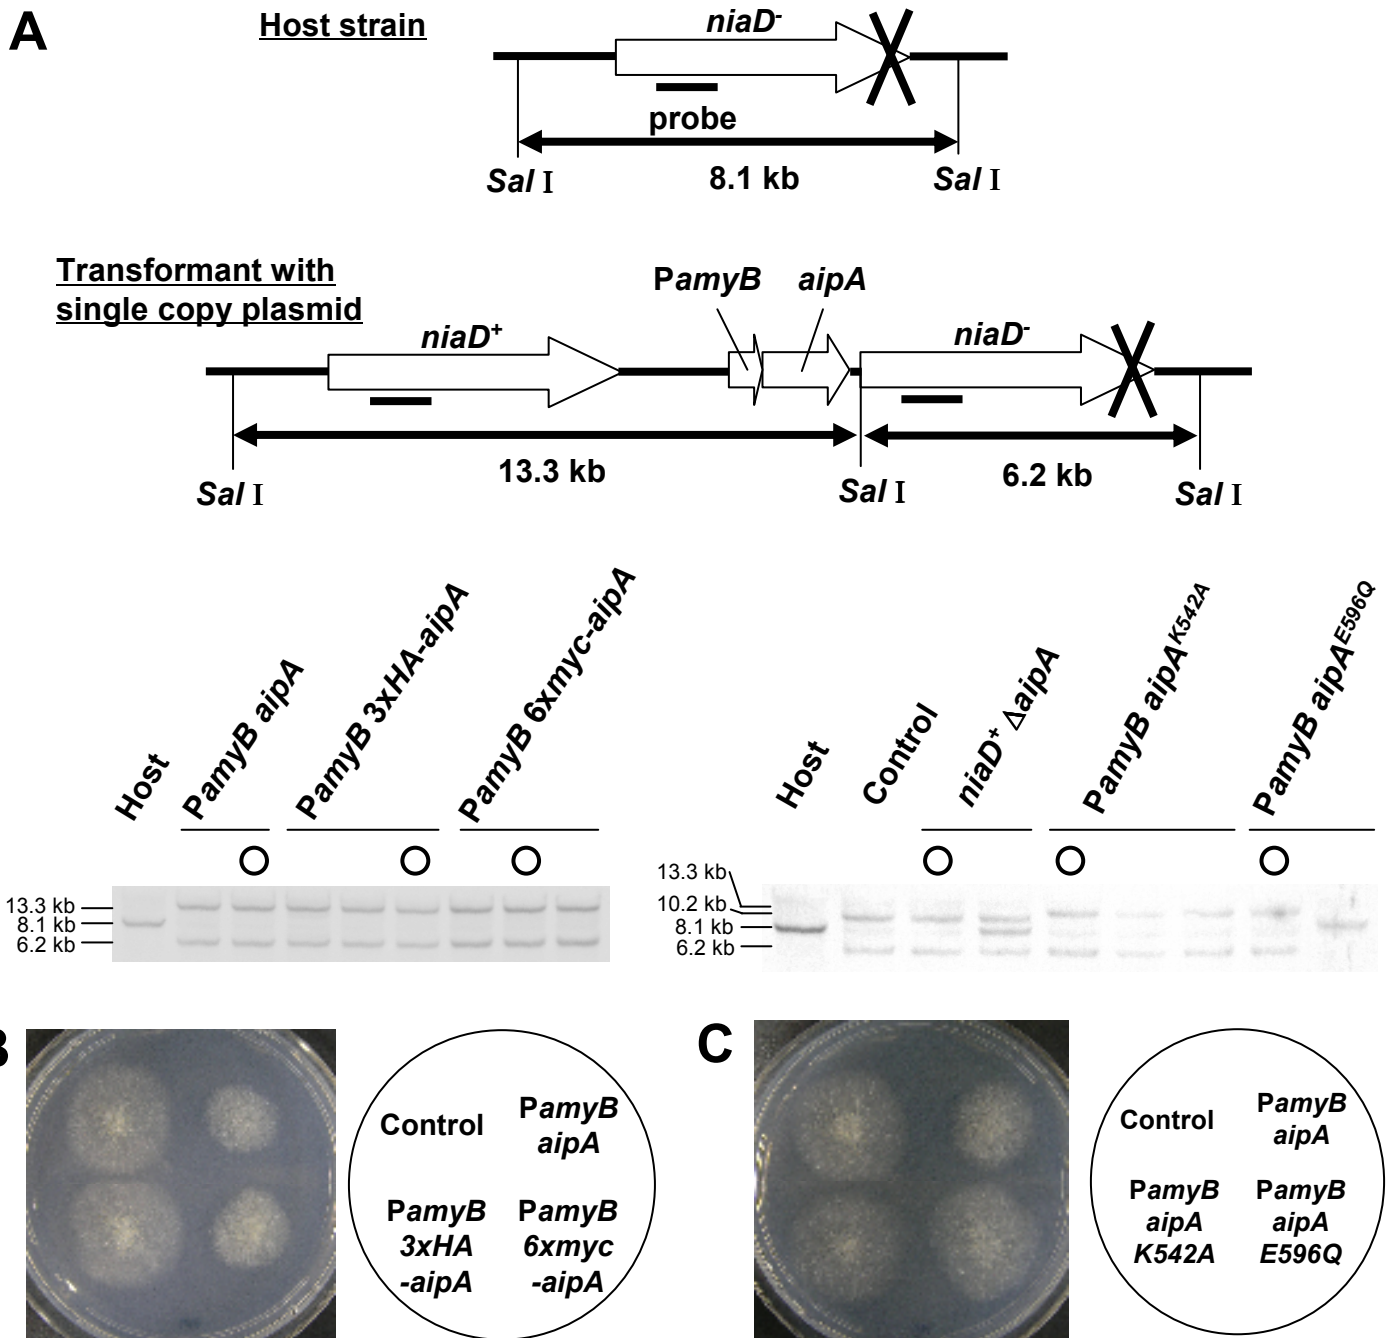 A
Host strain
niaD-
probe
8.1 kb
Sal I
Sal I
Transformant with
single copy plasmid
PamyB
aipA
niaD+
niaD-
13.3 kb
6.2 kb
Sal I
Sal I
Sal I
Host
PamyB aipA
PamyB 3xHA-aipA
PamyB 6xmyc-aipA
13.3 kb
8.1 kb
6.2 kb
Host
Control
niaD+ ΔaipA
PamyB aipAK542A
PamyB aipAE596Q
13.3 kb
10.2 kb
8.1 kb
6.2 kb
B
Control
PamyB
aipA
PamyB
3xHA
-aipA
PamyB
6xmyc
-aipA
C
Control
PamyB
aipA
PamyB
aipA
K542A
PamyB
aipA
E596Q